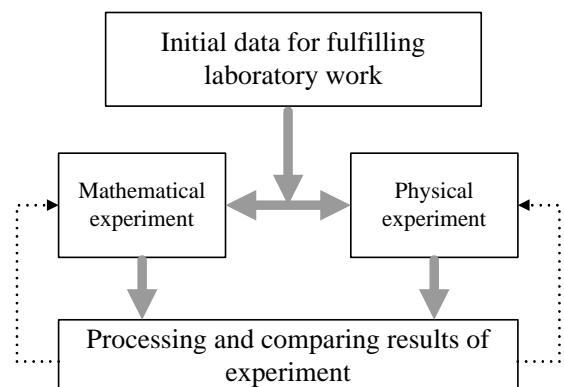 Initial data for fulfilling
laboratory work
Mathematical
experiment
Physical
experiment
Processing and comparing results of
experiment